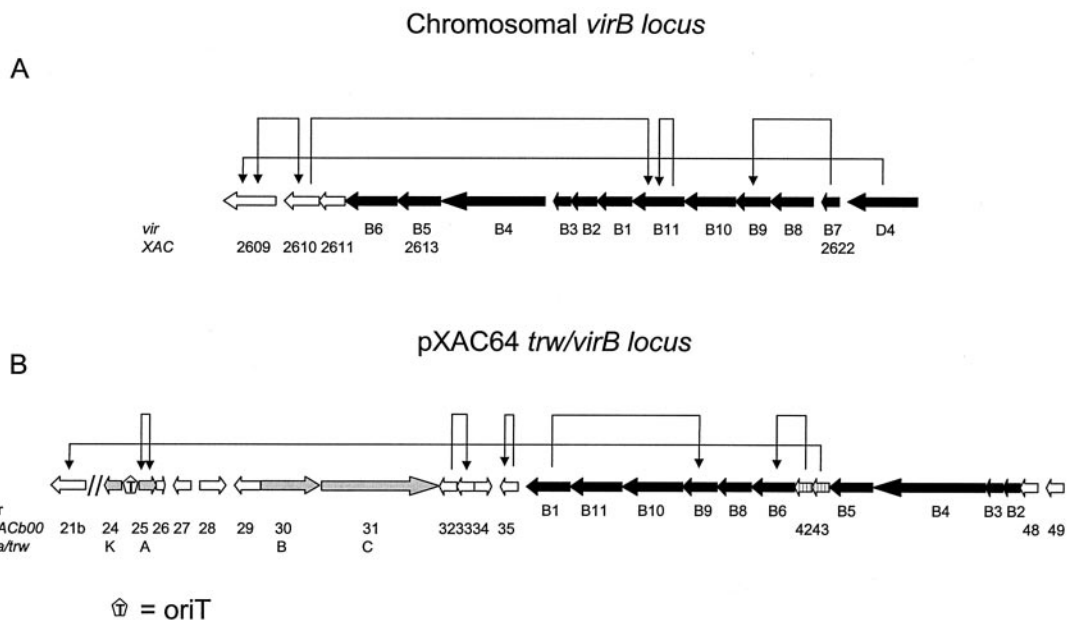 Chromosomal virB locus
A
vir B6 B5 B4 B3 B2 B1 B11 B10 B9 B8 B7 D4
XAC 2609 2610 2611 2613 2622
pXAC64 trw/virB locus
B
T
r B1 B11 B10 B9 B8 B6 B5 B4 B3 B2
ACb00 21b 24 25 26 27 28 29 30 31 323334 35 4243 48 49
a/trw K A B C
T = oriT